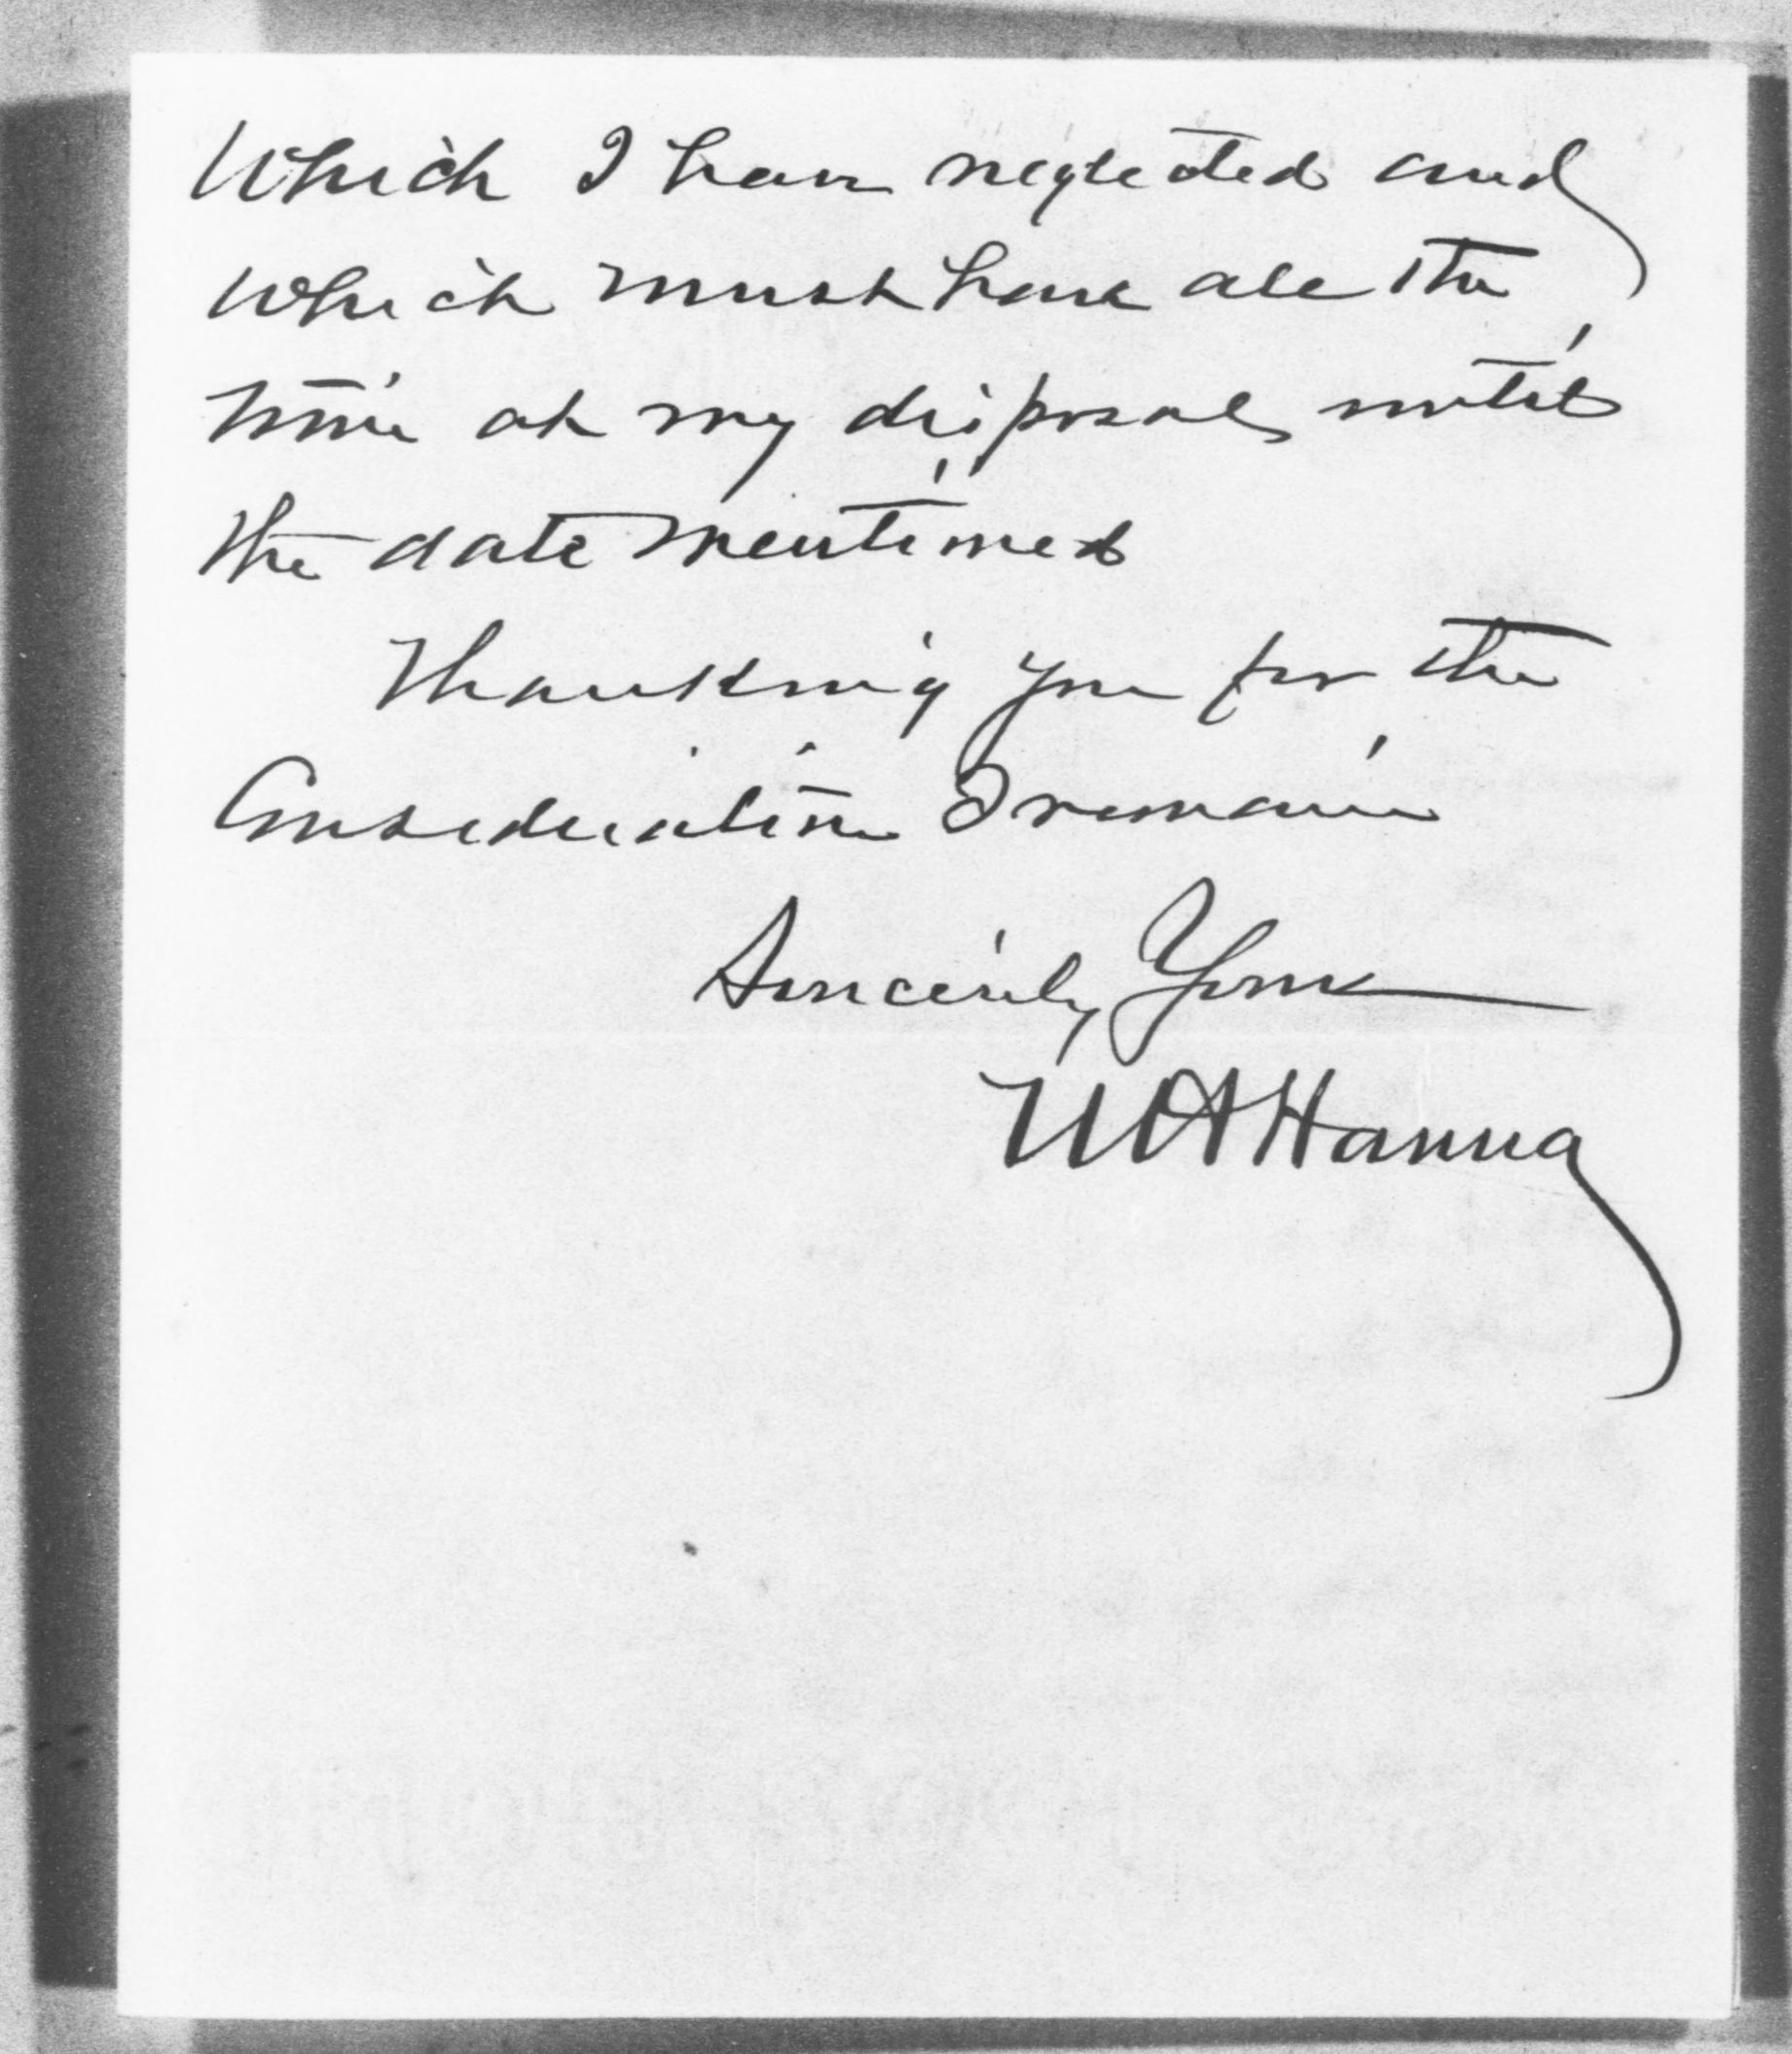 Which I have neglected and
which must have all the
time at my disposal until
the date mentioned
Thanking you for the
Consideration I remain
Sincerely Yours
M A Hanna